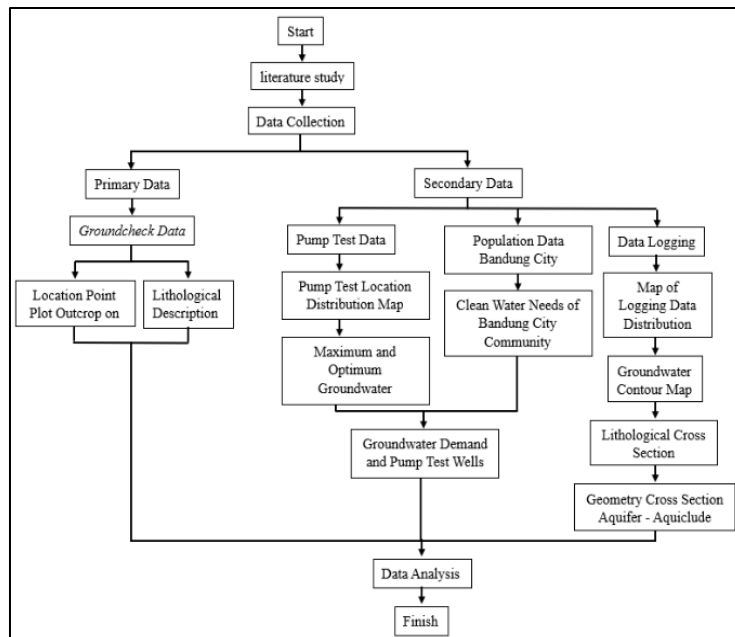 Start
literature study
Data Collection
Primary Data
Secondary Data
Groundcheck Data
Pump Test Data
Population Data
Bandung City
Data Logging
Location Point
Plot Outcrop on
Lithological
Description
Pump Test Location
Distribution Map
Clean Water Needs of
Bandung City
Community
Map of
Logging Data
Distribution
Maximum and
Optimum
Groundwater
Groundwater
Contour Map
Groundwater Demand
and Pump Test Wells
Lithological Cross
Section
Geometry Cross Section
Aquifer - Aquiclude
Data Analysis
Finish